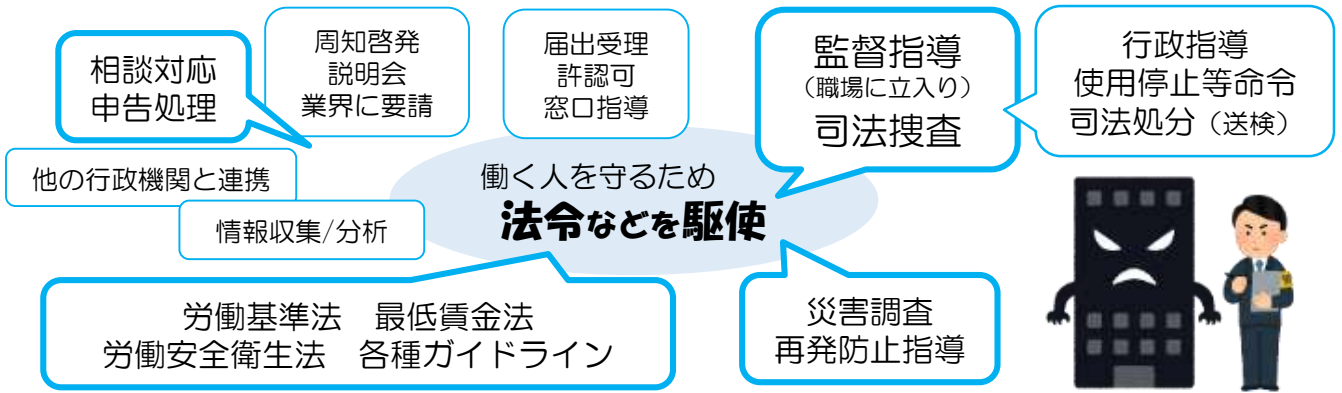 相談対応
申告処理
周知啓発
説明会
業界に要請
届出受理
許認可
窓口指導
監督指導
（職場に立入り）
司法捜査
行政指導
使用停止等命令
司法処分（送検）
他の行政機関と連携
情報収集/分析
働く人を守るため
法令などを駆使
労働基準法　最低賃金法
労働安全衛生法　各種ガイドライン
災害調査
再発防止指導